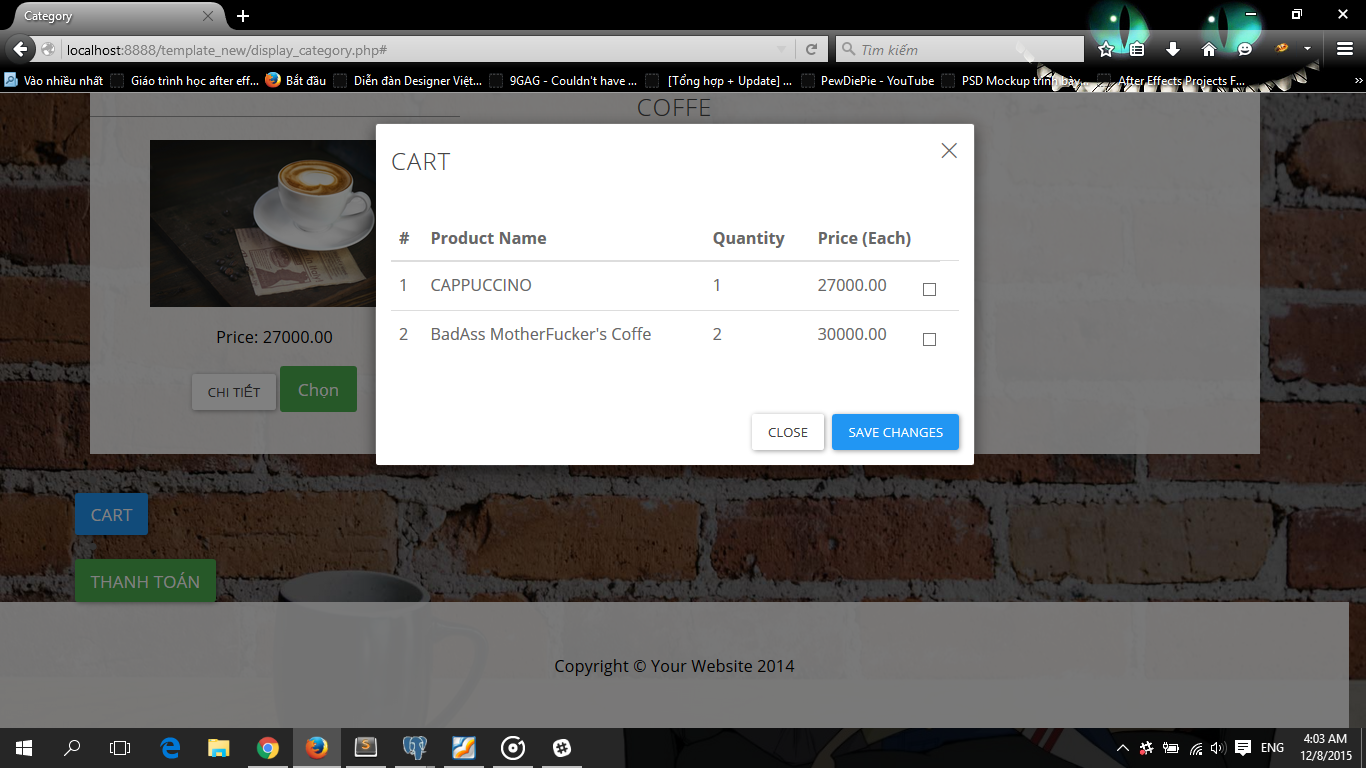 Category
localhost:8888/template_new/display_category.php#
Tìm kiếm
Vào nhiều nhất
Giáo trình học after eff...
Bắt đầu
Diễn đàn Designer Việt...
9GAG - Couldn't have ...
[Tổng hợp + Update] ...
PewDiePie - YouTube
PSD Mockup trình bày...
After Effects Projects F...
COFFE
CART
# Product Name Quantity Price (Each)
1 CAPPUCCINO 1 27000.00
2 BadAss MotherFucker's Coffe 2 30000.00
CLOSE SAVE CHANGES
Price: 27000.00
CHI TIẾT Chọn
CART
THANH TOÁN
Copyright © Your Website 2014
ENG
4:03 AM
12/8/2015